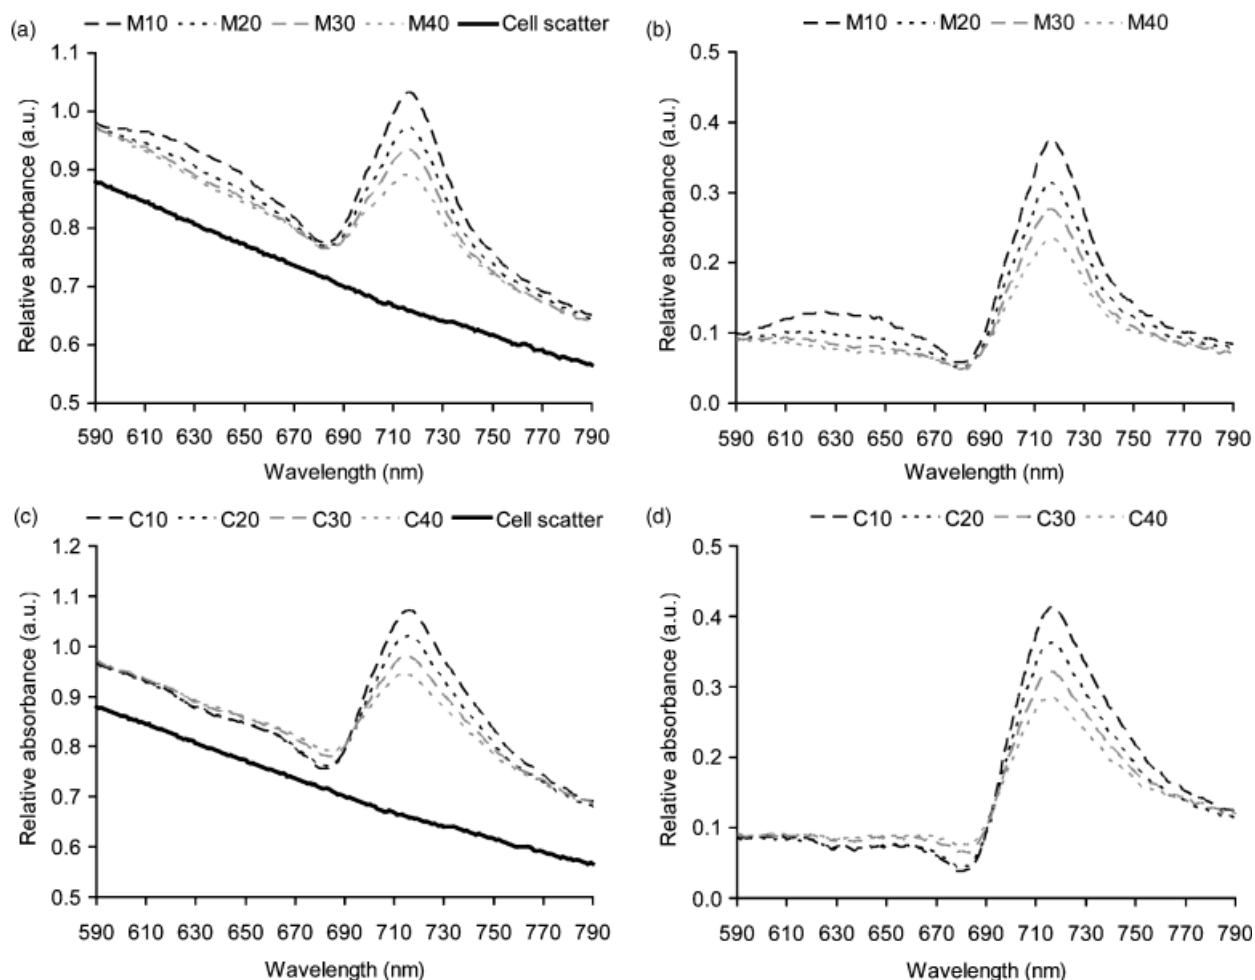 (a) M10 M20 M30 M40 Cell scatter
1.1
1.0
0.9
0.8
0.7
0.6
0.5
Relative absorbance (a.u.)
590 610 630 650 670 690 710 730 750 770 790
Wavelength (nm)
(b) M10 M20 M30 M40
0.5
0.4
0.3
0.2
0.1
0.0
Relative absorbance (a.u.)
590 610 630 650 670 690 710 730 750 770 790
Wavelength (nm)
(c) C10 C20 C30 C40 Cell scatter
1.2
1.1
1.0
0.9
0.8
0.7
0.6
0.5
Relative absorbance (a.u.)
590 610 630 650 670 690 710 730 750 770 790
Wavelength (nm)
(d) C10 C20 C30 C40
0.5
0.4
0.3
0.2
0.1
0.0
Relative absorbance (a.u.)
590 610 630 650 670 690 710 730 750 770 790
Wavelength (nm)